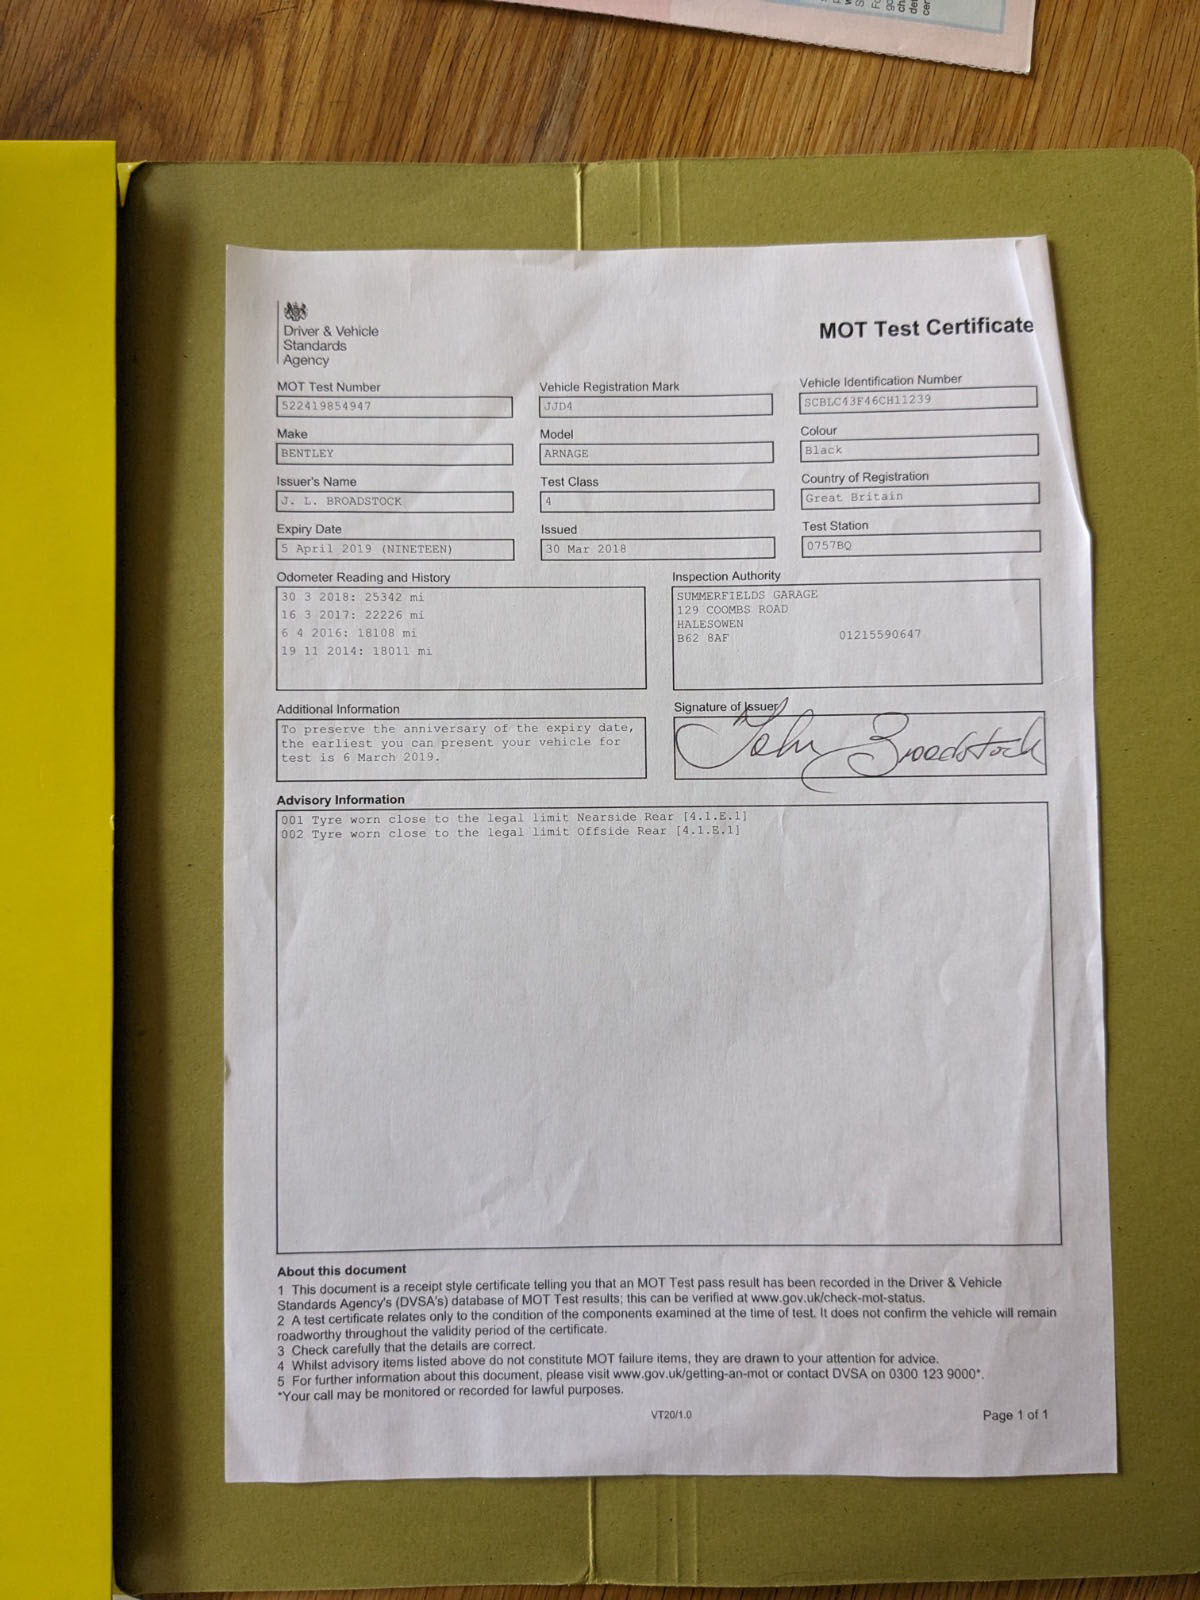 Driver & Vehicle
Standards
Agency
MOT Test Certificate
MOT Test Number
522419854947
Vehicle Registration Mark
JJD4
Vehicle Identification Number
SCBLC43F46CH11239
Make
BENTLEY
Model
ARNAGE
Colour
Black
Issuer's Name
J. L. BROADSTOCK
Test Class
4
Country of Registration
Great Britain
Expiry Date
5 April 2019 (NINETEEN)
Issued
30 Mar 2018
Test Station
0757BQ
Odometer Reading and History
30 3 2018: 25342 mi
16 3 2017: 22226 mi
6 4 2016: 18108 mi
19 11 2014: 18011 mi
Inspection Authority
SUMMERFIELDS GARAGE
129 COOMBS ROAD
HALESOWEN
B62 8AF 01215590647
Additional Information
To preserve the anniversary of the expiry date,
the earliest you can present your vehicle for
test is 6 March 2019.
Signature of Issuer
John Broadstock
Advisory Information
001 Tyre worn close to the legal limit Nearside Rear [4.1.E.1]
002 Tyre worn close to the legal limit Offside Rear [4.1.E.1]
About this document
1 This document is a receipt style certificate telling you that an MOT Test pass result has been recorded in the Driver & Vehicle
Standards Agency's (DVSA's) database of MOT Test results; this can be verified at www.gov.uk/check-mot-status.
2 A test certificate relates only to the condition of the components examined at the time of test. It does not confirm the vehicle will remain
roadworthy throughout the validity period of the certificate.
3 Check carefully that the details are correct.
4 Whilst advisory items listed above do not constitute MOT failure items, they are drawn to your attention for advice.
5 For further information about this document, please visit www.gov.uk/getting-an-mot or contact DVSA on 0300 123 9000*.
*Your call may be monitored or recorded for lawful purposes.
VT20/1.0
Page 1 of 1